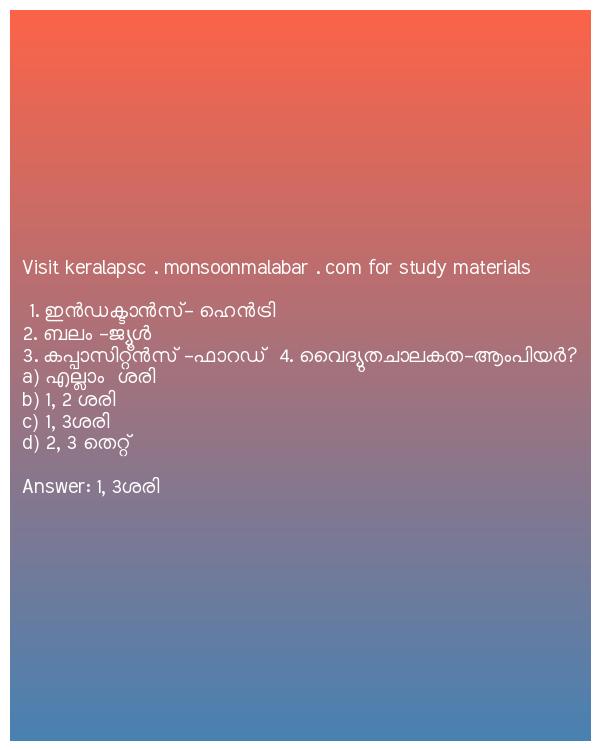 Visit keralapsc . monsoonmalabar . com for study materials
1. ഇൻഡക്ടാൻസ്- ഹെൻട്രി
2. ബലം -ജ്യൂൾ
3. കപ്പാസിറ്റൻസ് -ഫാറഡ് 4. വൈദ്യുതചാലകത-ആംപിയർ?
a) എല്ലാം ശരി
b) 1, 2 ശരി
c) 1, 3ശരി
d) 2, 3 തെറ്റ്
Answer: 1, 3ശരി